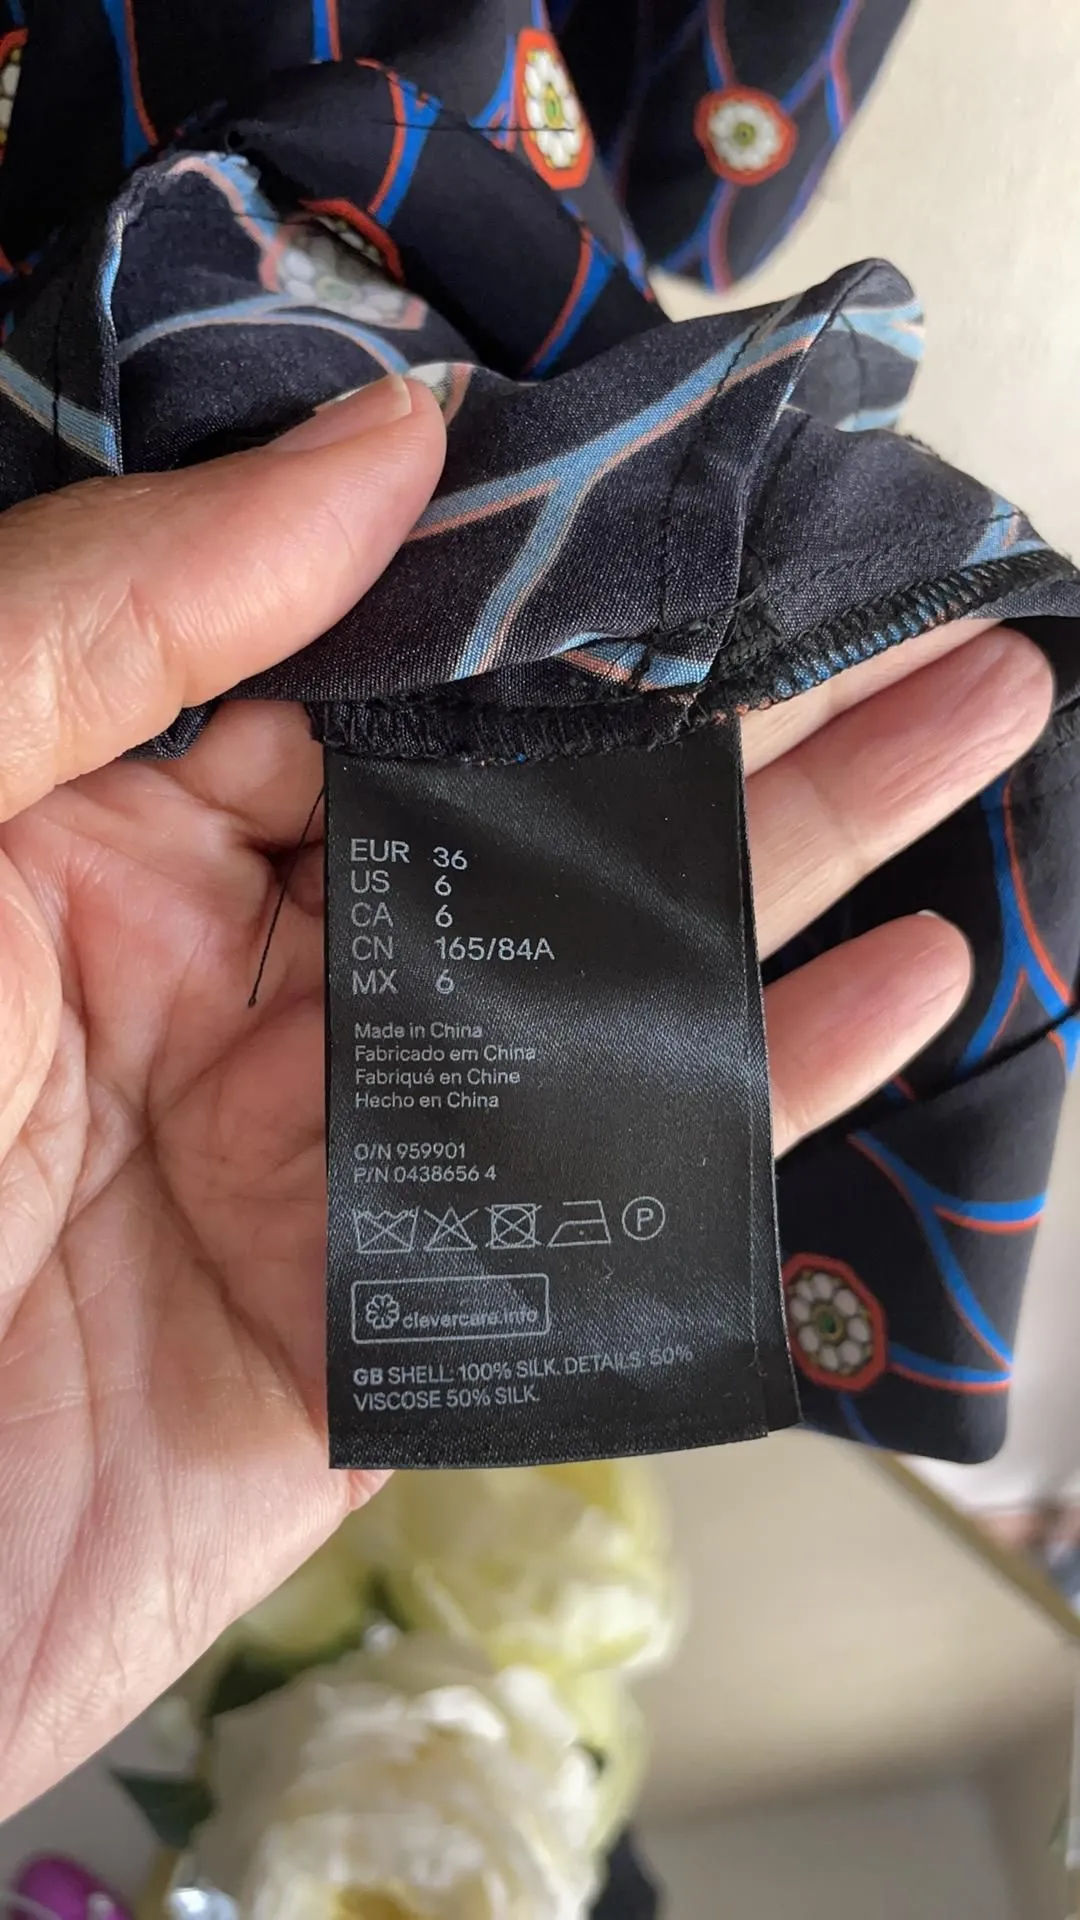 EUR 36
US 6
CA 6
CN 165/84A
MX 6
Made in China
Fabricado em China
Fabriqué en Chine
Hecho en China
O/N 959901
P/N 0438656 4
P
clevercare.info
GB SHELL: 100% SILK. DETAILS: 50%
VISCOSE 50% SILK.